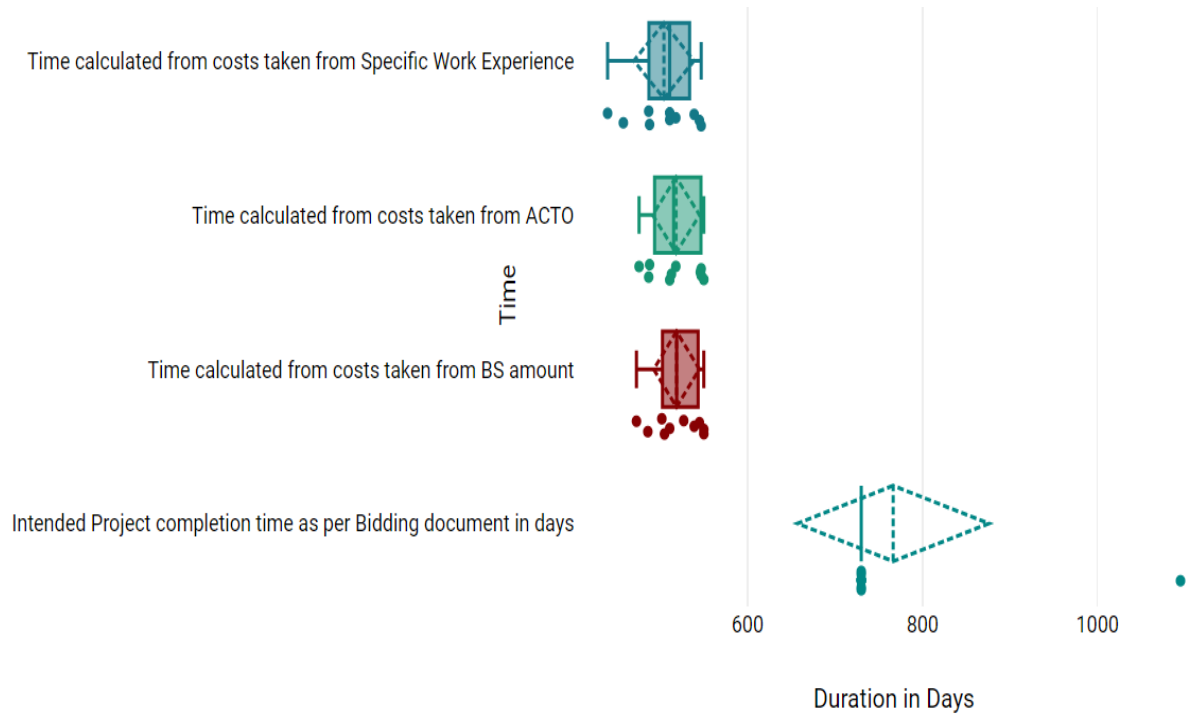 Time calculated from costs taken from Specific Work Experience
Time calculated from costs taken from ACTO
Time
Time calculated from costs taken from BS amount
Intended Project completion time as per Bidding document in days
600 800 1000
Duration in Days